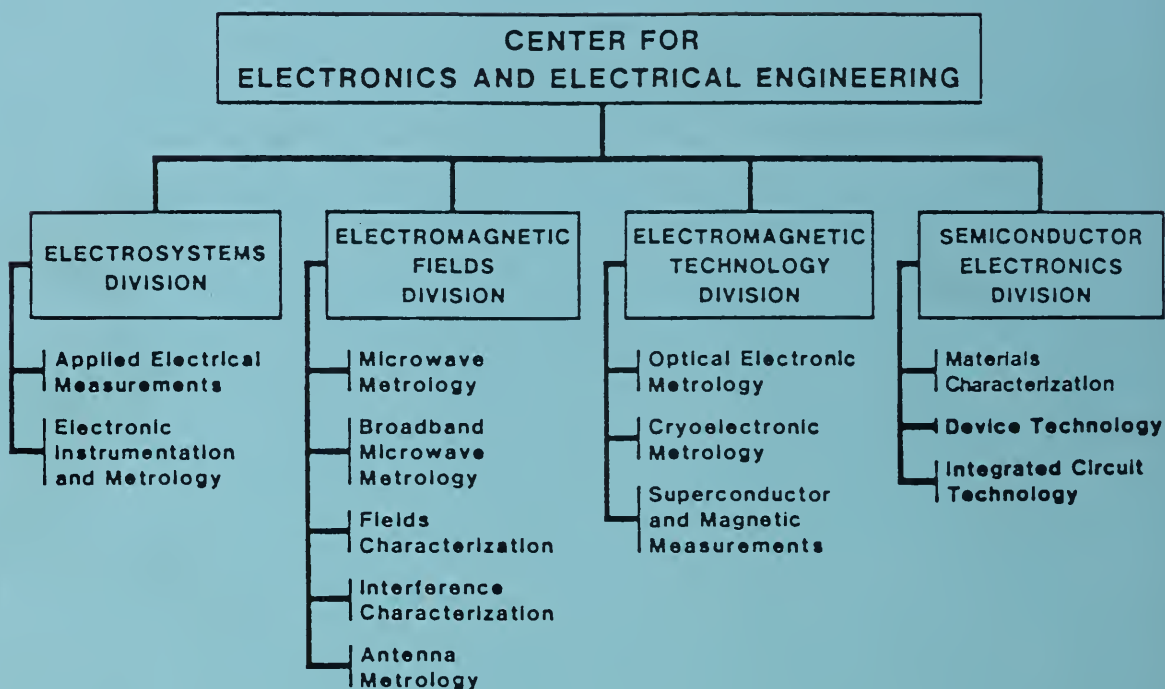 CENTER FOR
ELECTRONICS AND ELECTRICAL ENGINEERING
ELECTROSYSTEMS
DIVISION
Applied Electrical
Measurements
Electronic
Instrumentation
and Metrology
ELECTROMAGNETIC
FIELDS
DIVISION
Microwave
Metrology
Broadband
Microwave
Metrology
Fields
Characterization
Interference
Characterization
Antenna
Metrology
ELECTROMAGNETIC
TECHNOLOGY
DIVISION
Optical Electronic
Metrology
Cryoelectronic
Metrology
Superconductor
and Magnetic
Measurements
SEMICONDUCTOR
ELECTRONICS
DIVISION
Materials
Characterization
Device Technology
Integrated Circuit
Technology